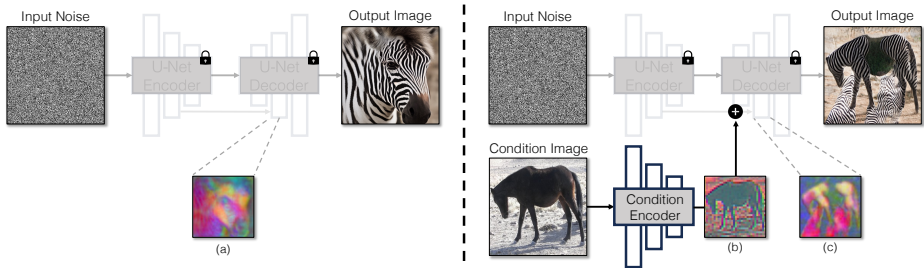 Input Noise
Output Image
U-Net
Encoder
U-Net
Decoder
(a)
Input Noise
Output Image
U-Net
Encoder
U-Net
Decoder
Condition Image
Condition
Encoder
(b)
(c)